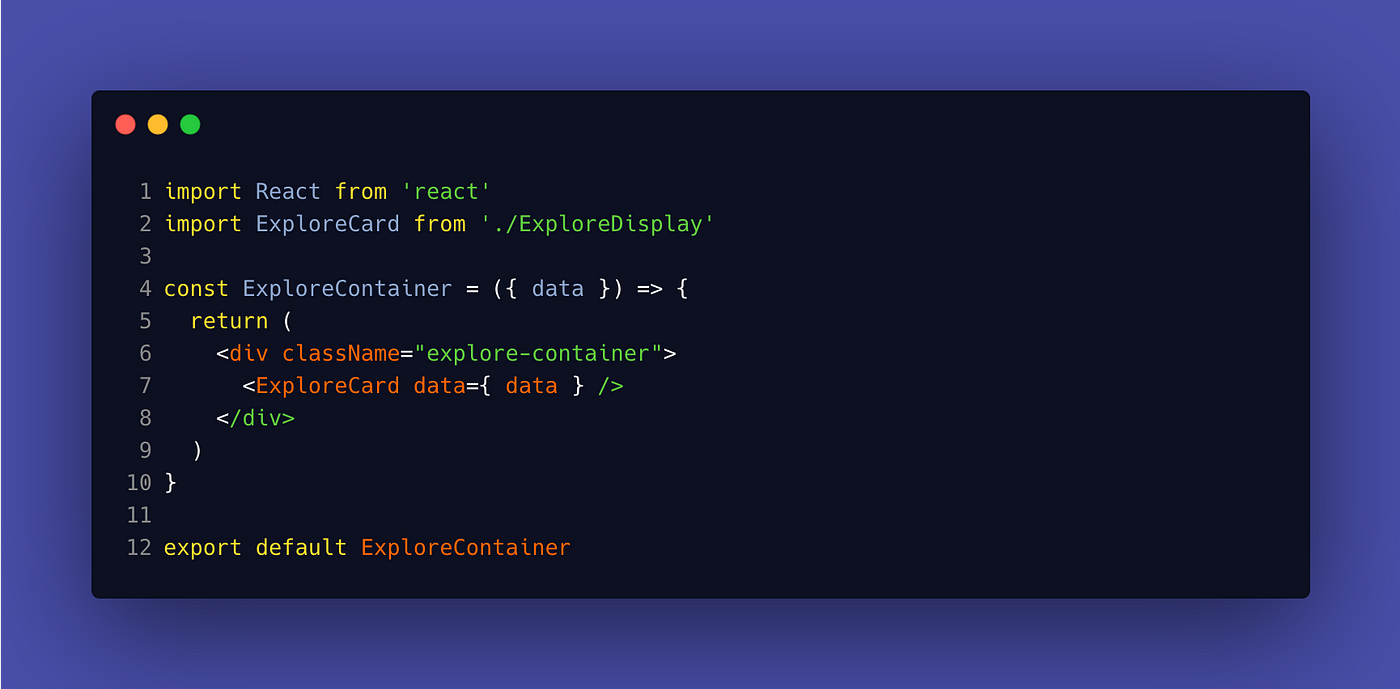 1 import React from 'react'
2 import ExploreCard from './ExploreDisplay'
3
4 const ExploreContainer = ({ data }) => {
5   return (
6     <div className="explore-container">
7       <ExploreCard data={ data } />
8     </div>
9   )
10 }
11
12 export default ExploreContainer